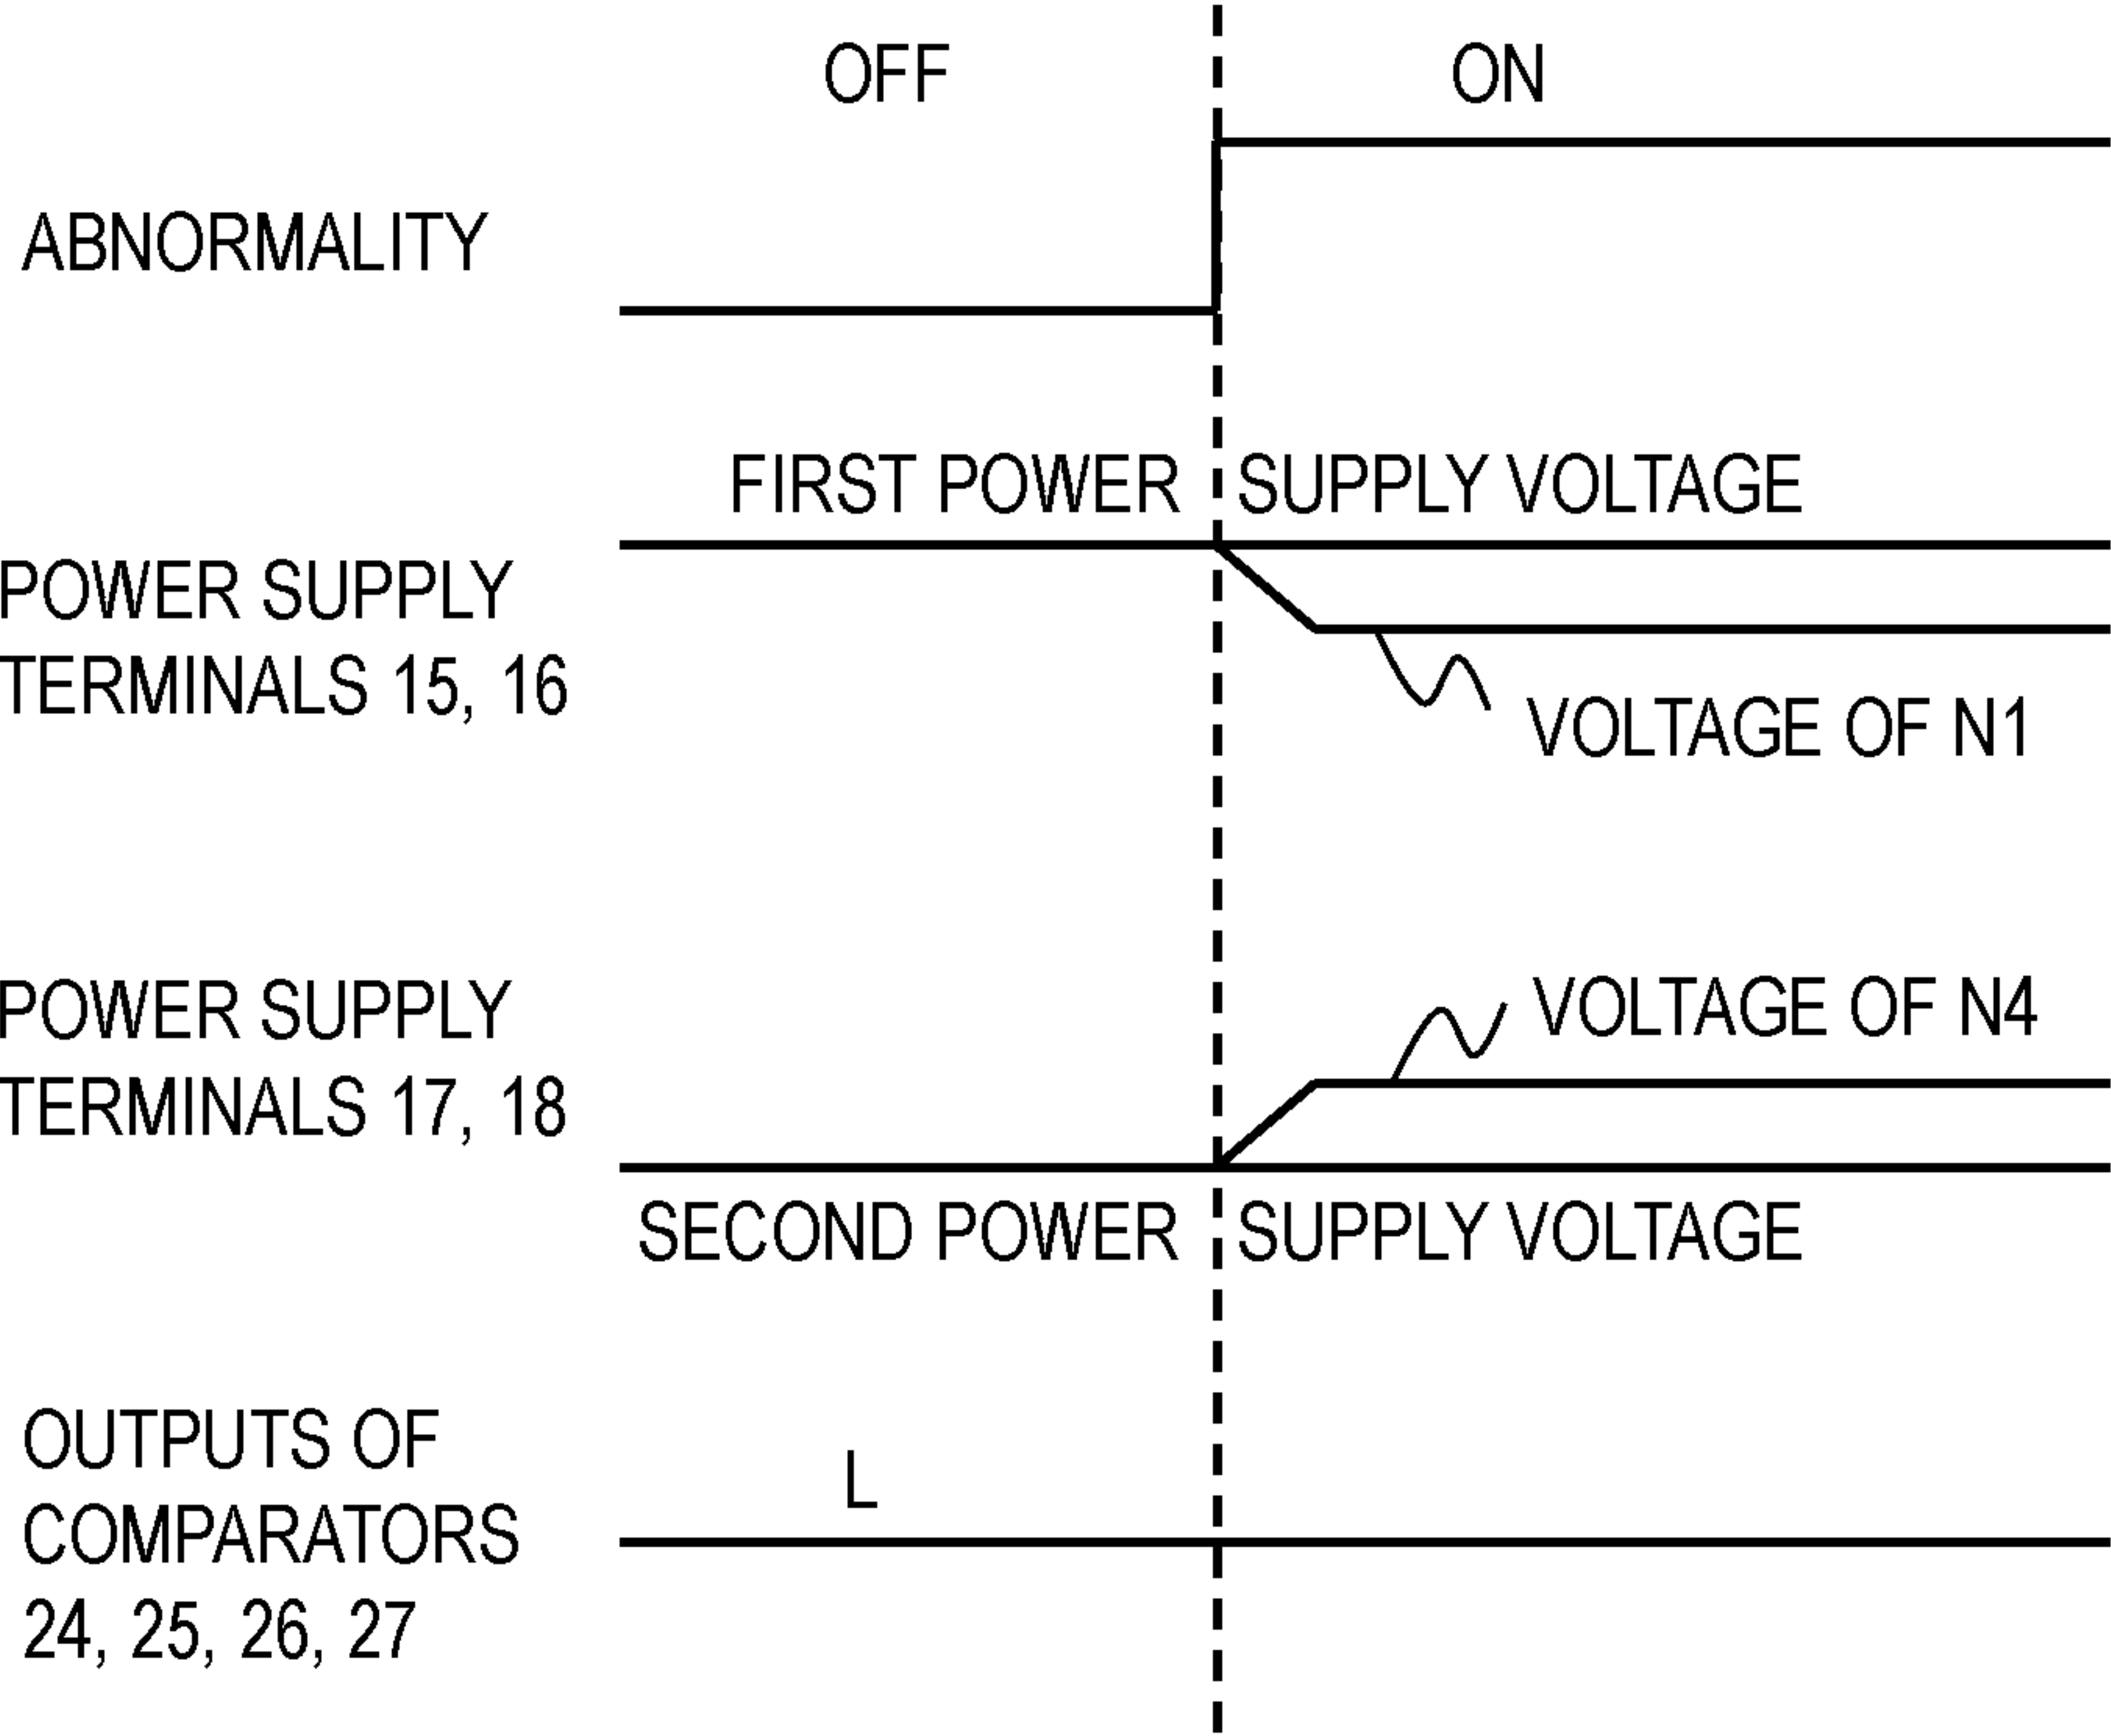 OFF
ON
ABNORMALITY
FIRST POWER SUPPLY VOLTAGE
POWER SUPPLY
TERMINALS 15, 16
VOLTAGE OF N1
POWER SUPPLY
TERMINALS 17, 18
VOLTAGE OF N4
SECOND POWER SUPPLY VOLTAGE
OUTPUTS OF
COMPARATORS
24, 25, 26, 27
L